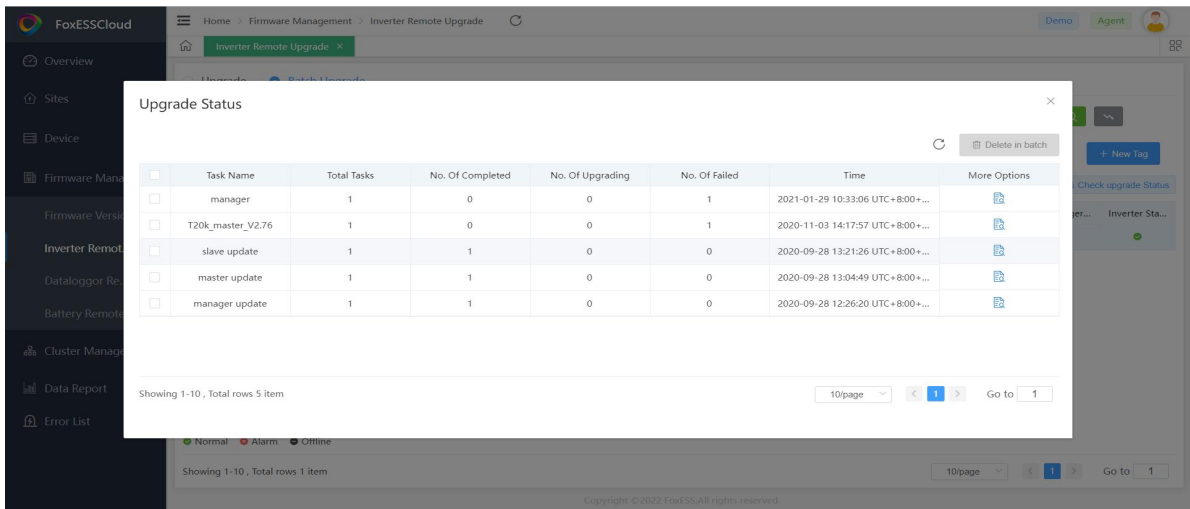 FoxESSCloud
Home > Firmware Management > Inverter Remote Upgrade
Demo
Agent
Inverter Remote Upgrade ×
Overview
Upgrade Batch Upgrade
Sites
Upgrade Status
Device
Delete in batch
+ New Tag
Firmware Mana
Task Name Total Tasks No. Of Completed No. Of Upgrading No. Of Failed Time More Options
Check upgrade Status
manager 1 0 0 1 2021-01-29 10:33:06 UTC+8:00+...
Firmware Versic
ger... Inverter Sta...
T20k_master_V2.76 1 0 0 1 2020-11-03 14:17:57 UTC+8:00+...
Inverter Remot.
slave update 1 1 0 0 2020-09-28 13:21:26 UTC+8:00+...
Dataloggor Re.
master update 1 1 0 0 2020-09-28 13:04:49 UTC+8:00+...
Battery Remote
manager update 1 1 0 0 2020-09-28 12:26:20 UTC+8:00+...
Cluster Manage
Data Report
Showing 1-10 , Total rows 5 item
10/page < 1 > Go to 1
Error List
Normal Alarm Offline
Showing 1-10 , Total rows 1 item
10/page < 1 > Go to 1
Copyright ©2022 FoxESS.All rights reserved